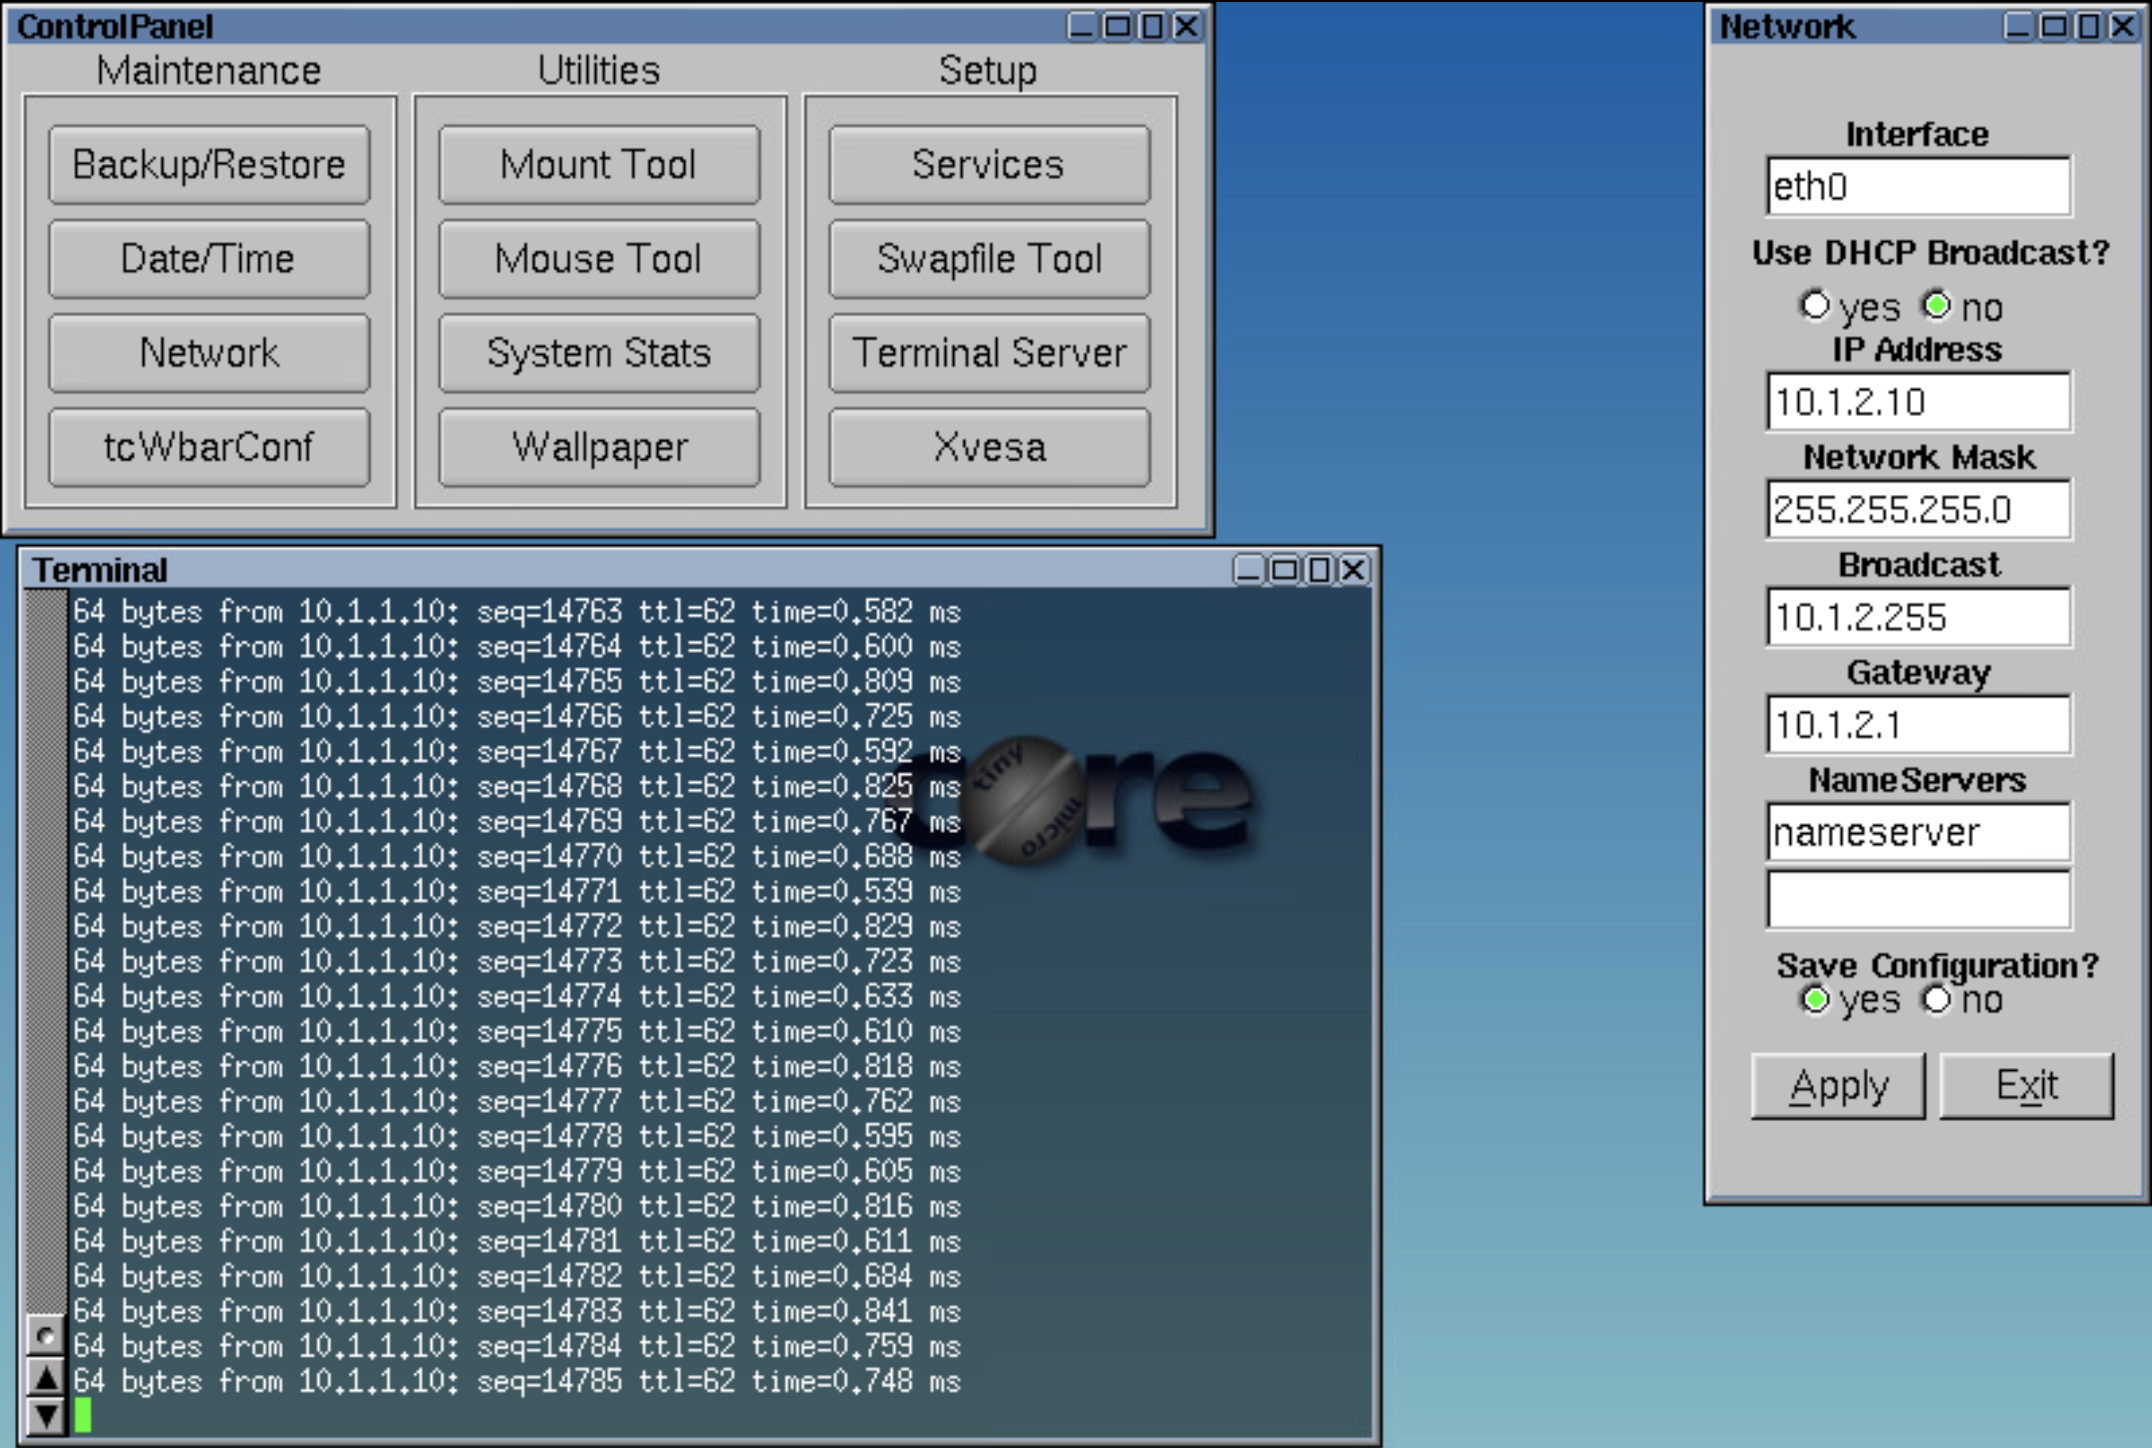 ControlPanel
Maintenance
Utilities
Setup
Backup/Restore
Mount Tool
Services
Date/Time
Mouse Tool
Swapfile Tool
Network
System Stats
Terminal Server
tcWbarConf
Wallpaper
Xvesa
Terminal
64 bytes from 10.1.1.10: seq=14763 ttl=62 time=0.582 ms
64 bytes from 10.1.1.10: seq=14764 ttl=62 time=0.600 ms
64 bytes from 10.1.1.10: seq=14765 ttl=62 time=0.809 ms
64 bytes from 10.1.1.10: seq=14766 ttl=62 time=0.725 ms
64 bytes from 10.1.1.10: seq=14767 ttl=62 time=0.592 ms
64 bytes from 10.1.1.10: seq=14768 ttl=62 time=0.825 ms
64 bytes from 10.1.1.10: seq=14769 ttl=62 time=0.767 ms
64 bytes from 10.1.1.10: seq=14770 ttl=62 time=0.688 ms
64 bytes from 10.1.1.10: seq=14771 ttl=62 time=0.539 ms
64 bytes from 10.1.1.10: seq=14772 ttl=62 time=0.829 ms
64 bytes from 10.1.1.10: seq=14773 ttl=62 time=0.723 ms
64 bytes from 10.1.1.10: seq=14774 ttl=62 time=0.633 ms
64 bytes from 10.1.1.10: seq=14775 ttl=62 time=0.610 ms
64 bytes from 10.1.1.10: seq=14776 ttl=62 time=0.818 ms
64 bytes from 10.1.1.10: seq=14777 ttl=62 time=0.762 ms
64 bytes from 10.1.1.10: seq=14778 ttl=62 time=0.595 ms
64 bytes from 10.1.1.10: seq=14779 ttl=62 time=0.605 ms
64 bytes from 10.1.1.10: seq=14780 ttl=62 time=0.816 ms
64 bytes from 10.1.1.10: seq=14781 ttl=62 time=0.611 ms
64 bytes from 10.1.1.10: seq=14782 ttl=62 time=0.684 ms
64 bytes from 10.1.1.10: seq=14783 ttl=62 time=0.841 ms
64 bytes from 10.1.1.10: seq=14784 ttl=62 time=0.759 ms
64 bytes from 10.1.1.10: seq=14785 ttl=62 time=0.748 ms
core
tiny
micro
Network
Interface
eth0
Use DHCP Broadcast?
yes no
IP Address
10.1.2.10
Network Mask
255.255.255.0
Broadcast
10.1.2.255
Gateway
10.1.2.1
NameServers
nameserver
Save Configuration?
yes no
Apply Exit